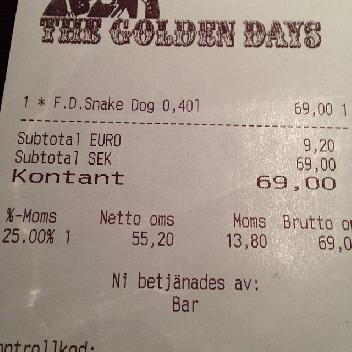 THE GOLDEN DAYS
1 * F.D.Snake Dog 0,40l 69,00 1
Subtotal EURO 9,20
Subtotal SEK 69,00
Kontant 69,00
%-Moms Netto oms Moms Brutto
25.00% 1 55,20 13,80 69,0
Ni betjänades av:
Bar
ontrollkod: